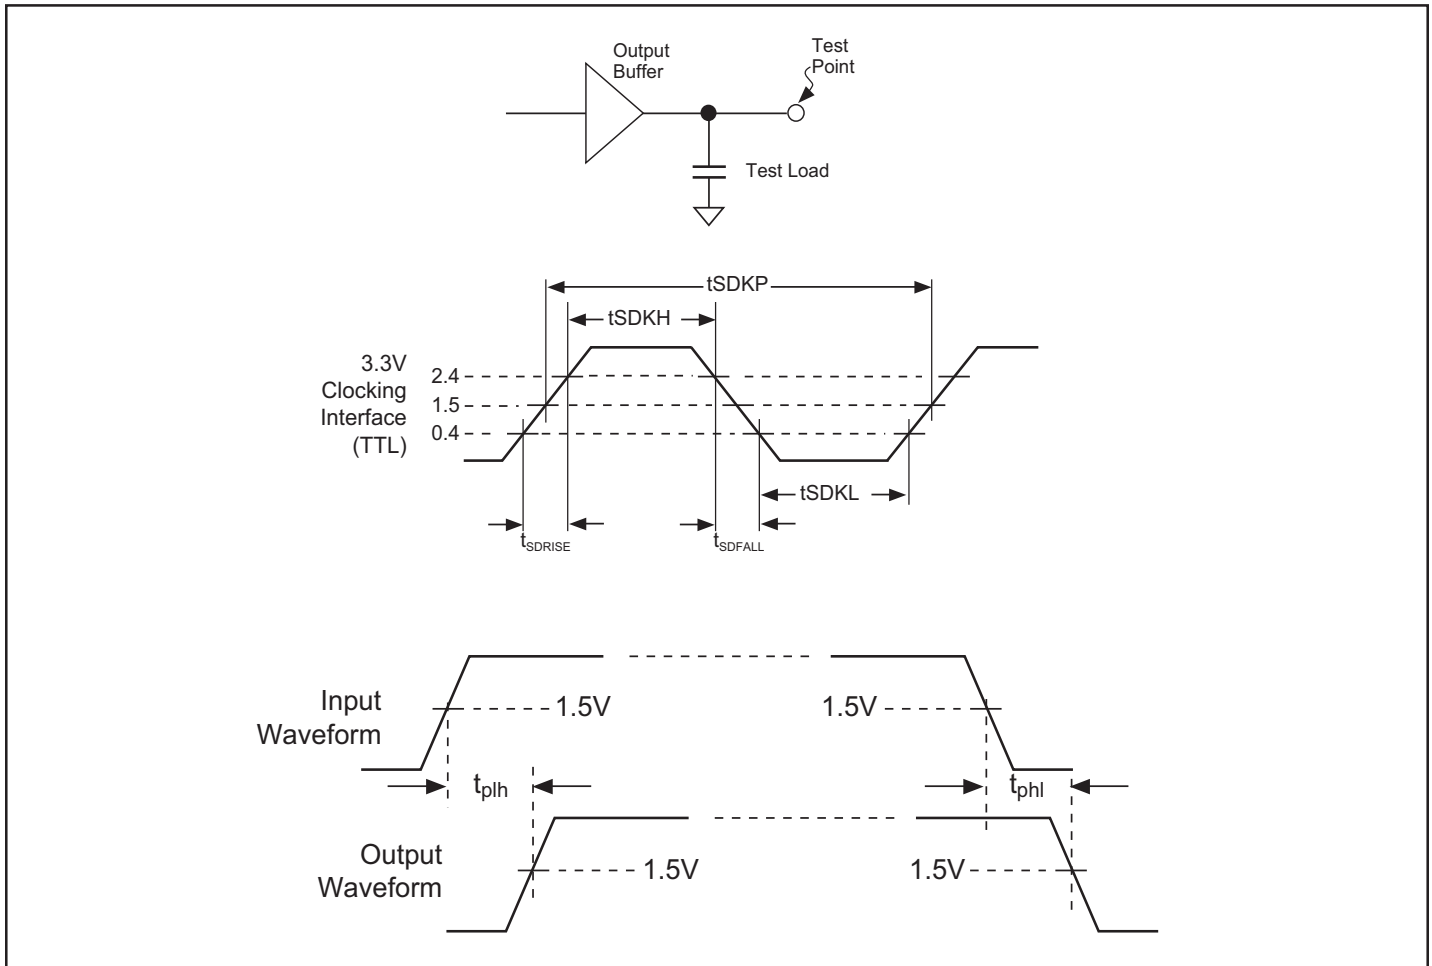 Output
Buffer
Test
Point
Test Load
tSDKP
tSDKH
3.3V
Clocking
Interface
(TTL)
2.4
1.5
0.4
tSDKL
tSDRISE
tSDFALL
Input
Waveform
1.5V
1.5V
tplh
tphl
Output
Waveform
1.5V
1.5V